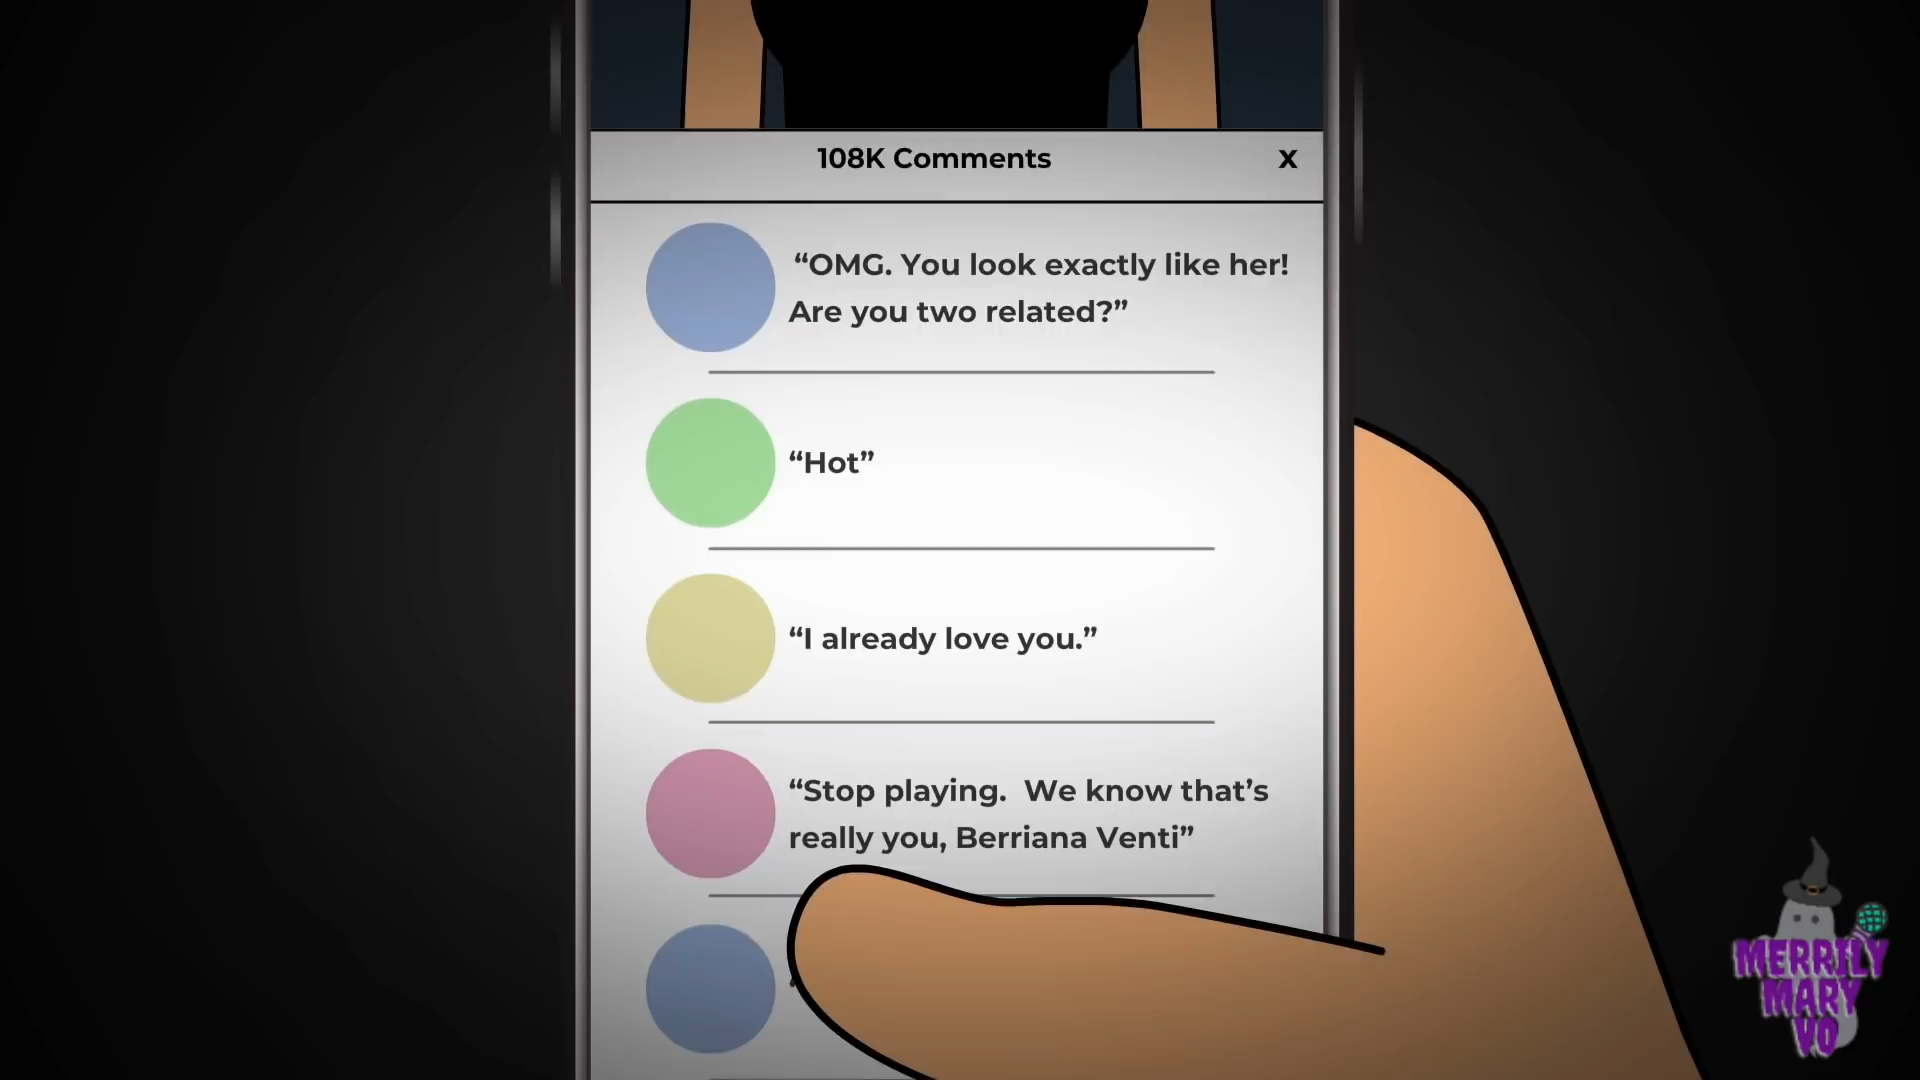 108K Comments
X
“OMG. You look exactly like her!
Are you two related?”
“Hot”
“I already love you.”
“Stop playing.  We know that’s
really you, Berriana Venti”
MERRILY
MARY
VO